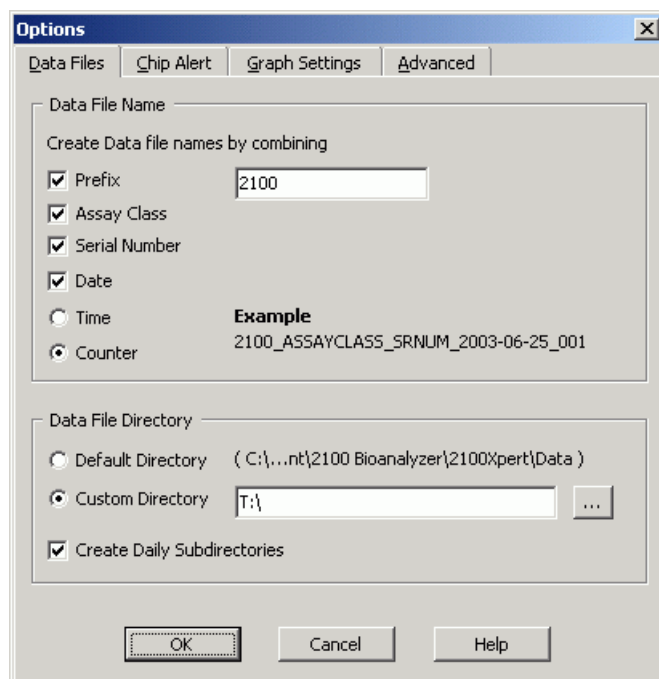 Options
Data Files Chip Alert Graph Settings Advanced
Data File Name
Create Data file names by combining
Prefix 2100
Assay Class
Serial Number
Date
Time Example
Counter 2100_ASSAYCLASS_SRNUM_2003-06-25_001
Data File Directory
Default Directory ( C:\...nt\2100 Bioanalyzer\2100Xpert\Data )
Custom Directory T:\ ...
Create Daily Subdirectories
OK Cancel Help